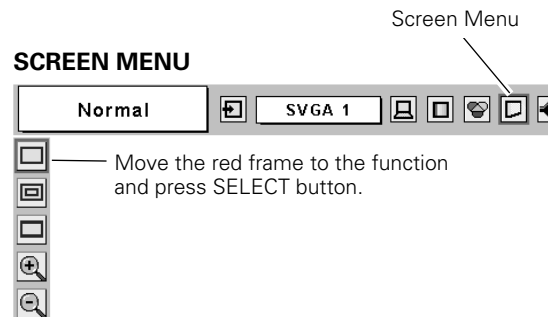 Screen Menu
SCREEN MENU
Normal
SVGA 1
Move the red frame to the function
and press SELECT button.